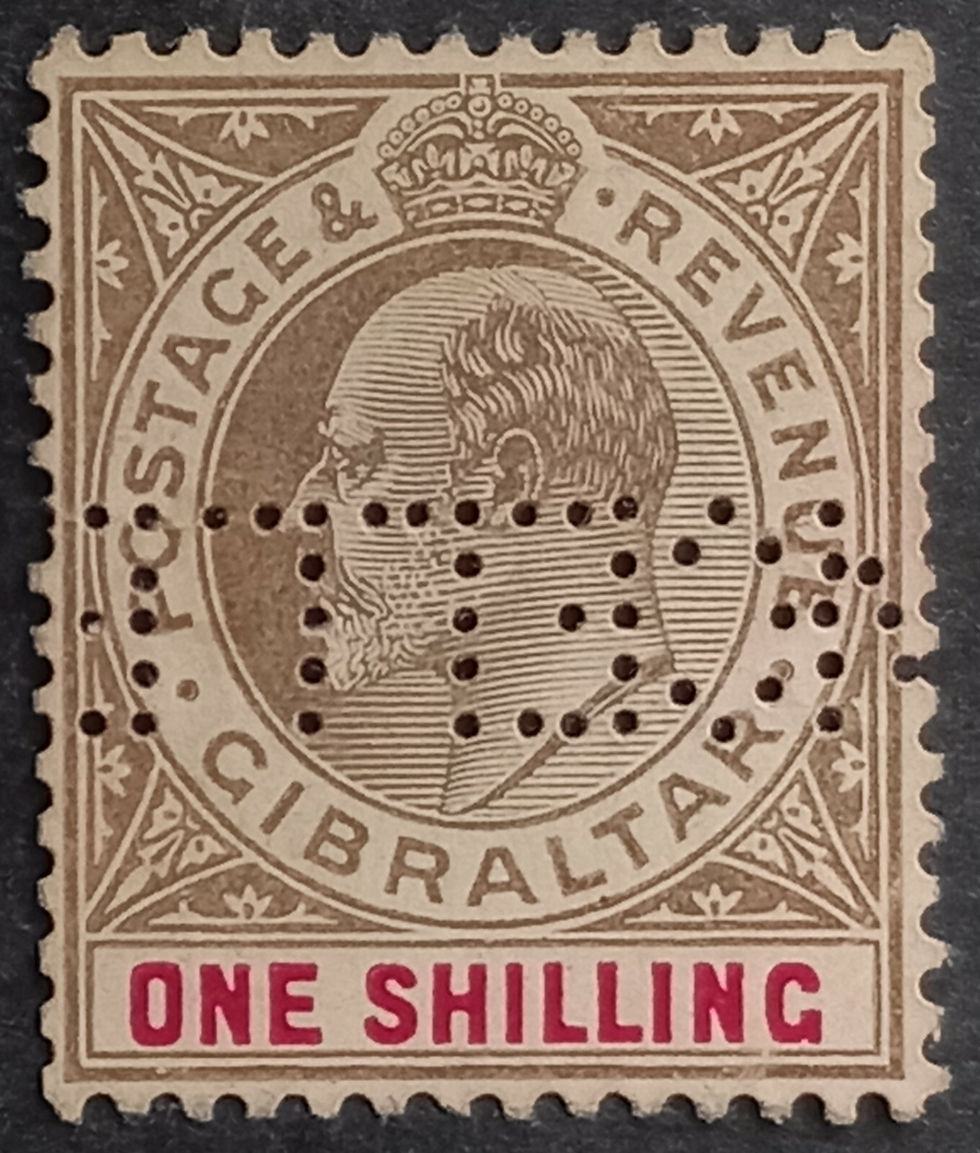 POSTAGE & · REVENUE
· GIBRALTAR ·
ONE SHILLING